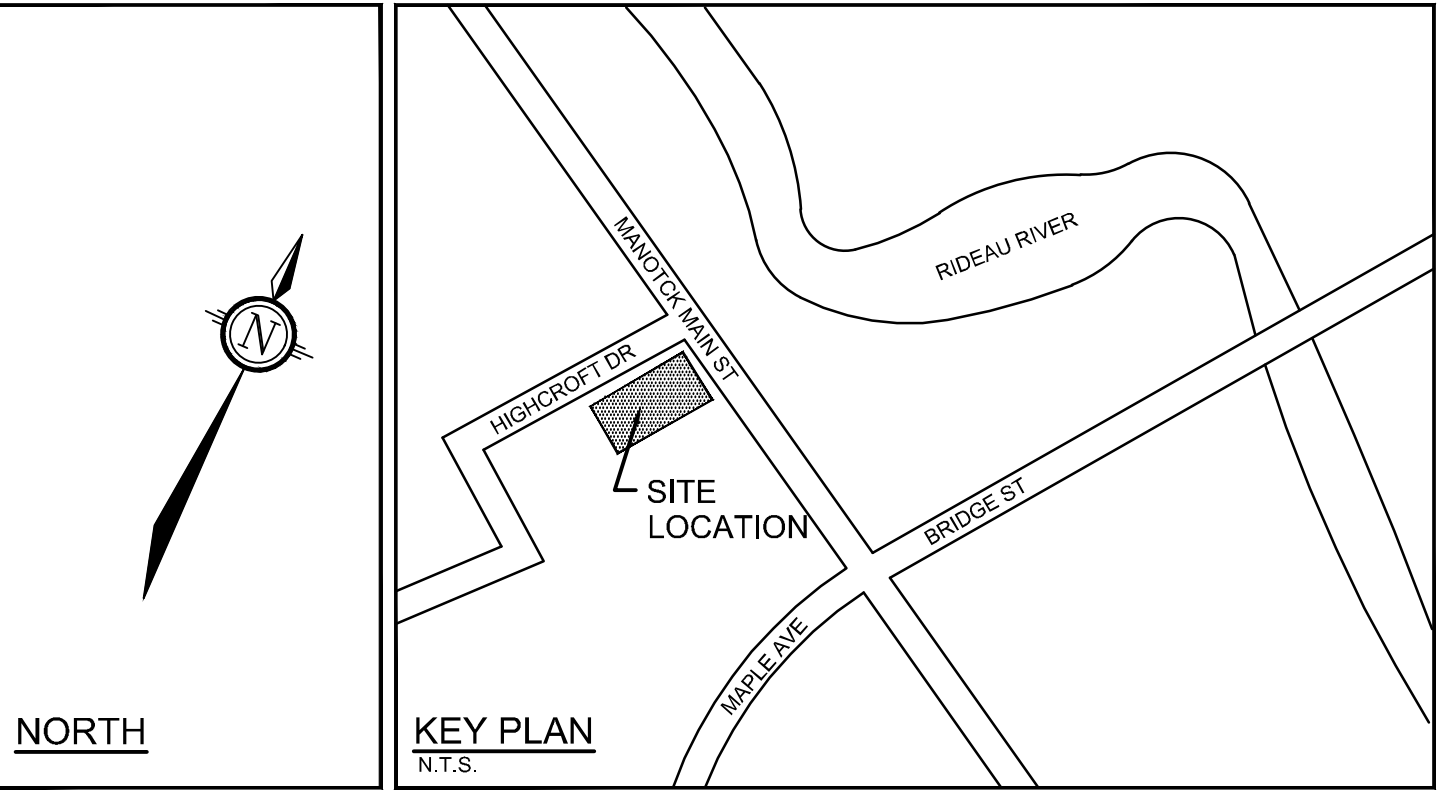 N
NORTH
MANOTCK MAIN ST
RIDEAU RIVER
HIGHCROFT DR
SITE
LOCATION
BRIDGE ST
MAPLE AVE
KEY PLAN
N.T.S.